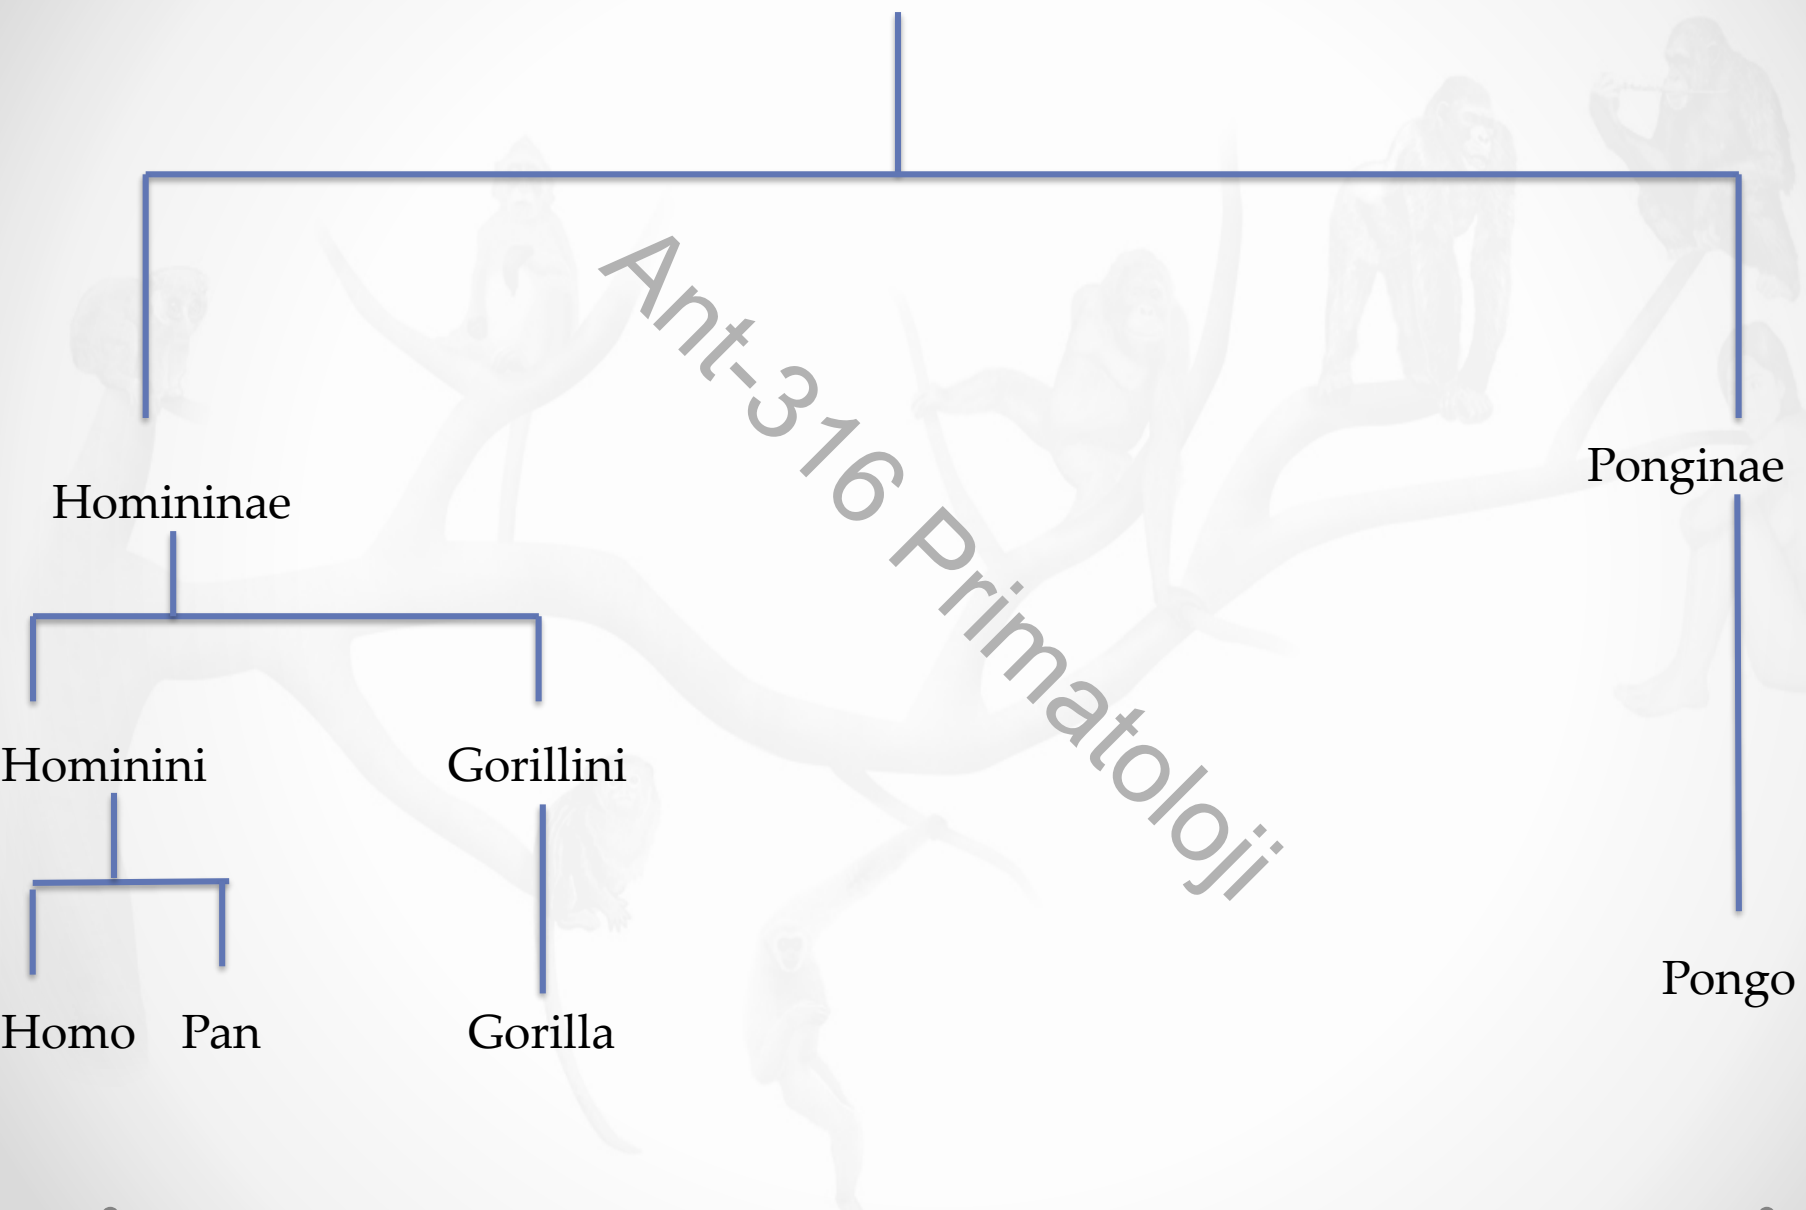 Ant-316 Primatoloji
Ponginae
Homininae
Hominini Gorillini
Pongo
Homo Pan Gorilla